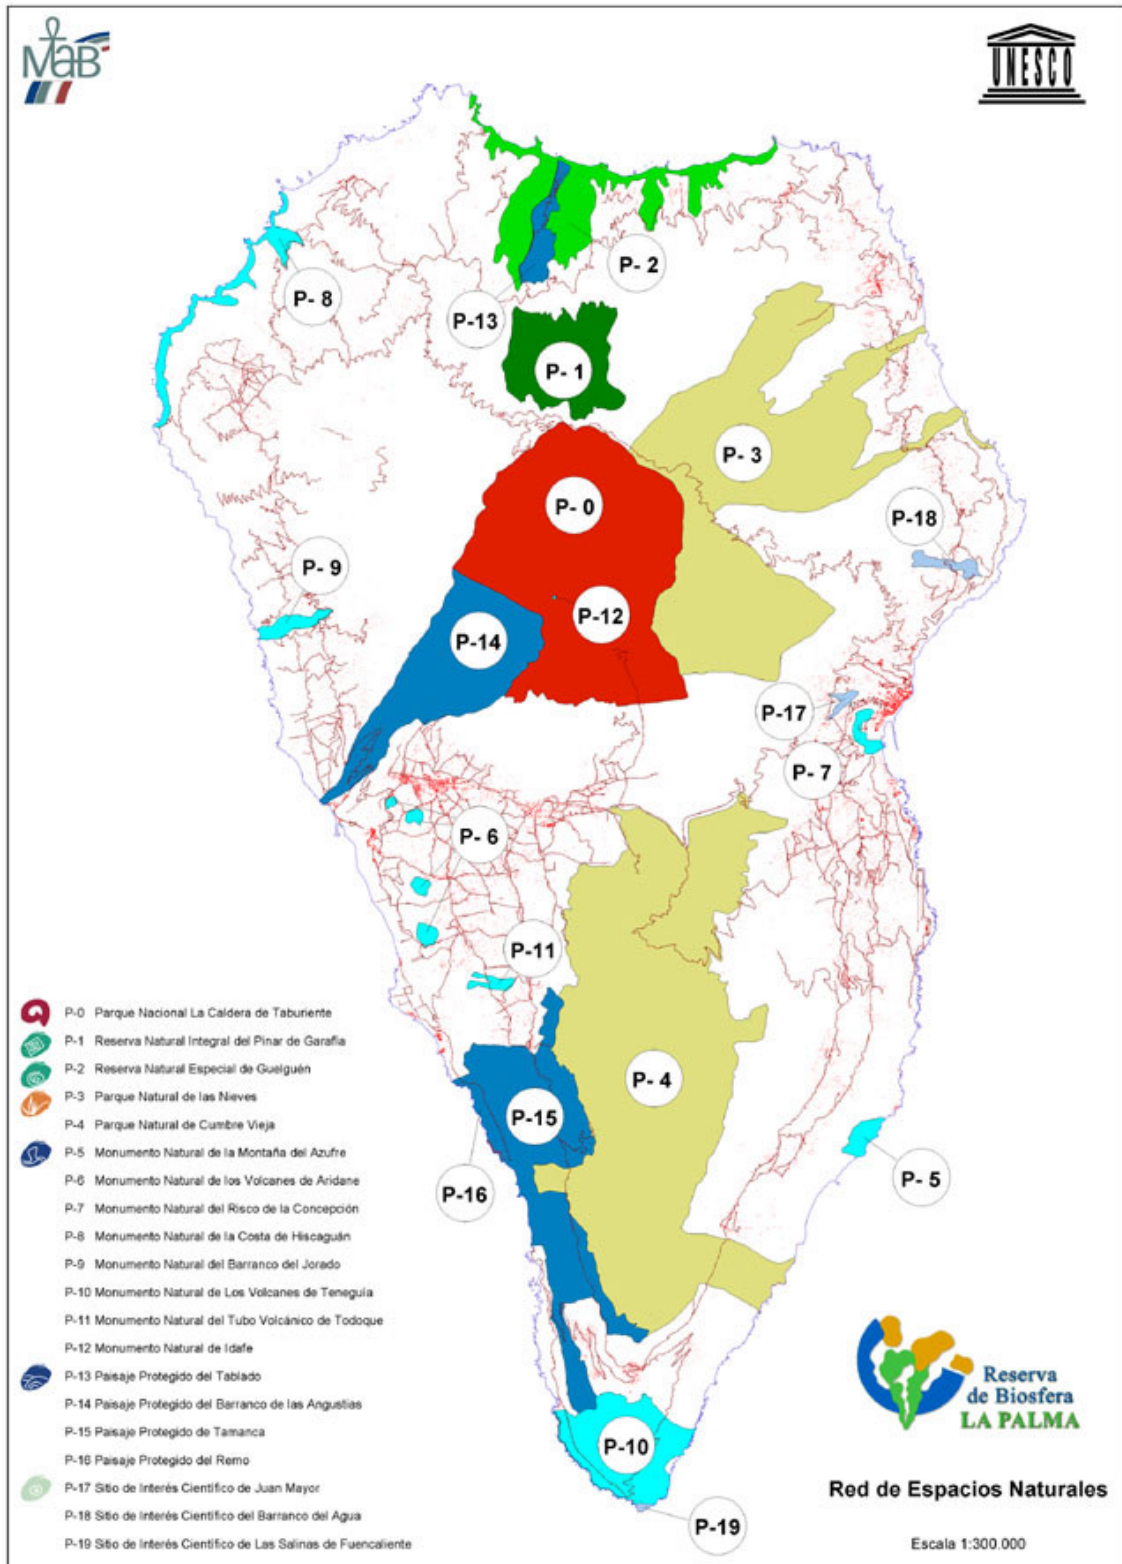 MaB
UNESCO
P- 2
P- 8
P-13
P- 1
P- 3
P- 0
P-18
P- 9
P-12
P-14
P-17
P- 7
P- 6
P-11
P- 4
P-15
P- 5
P-16
P-10
P-19
P-0 Parque Nacional La Caldera de Taburiente
P-1 Reserva Natural Integral del Pinar de Garafía
P-2 Reserva Natural Especial de Guelguén
P-3 Parque Natural de las Nieves
P-4 Parque Natural de Cumbre Vieja
P-5 Monumento Natural de la Montaña del Azufre
P-6 Monumento Natural de los Volcanes de Aridane
P-7 Monumento Natural del Risco de la Concepción
P-8 Monumento Natural de la Costa de Hiscaguán
P-9 Monumento Natural del Barranco del Jorado
P-10 Monumento Natural de Los Volcanes de Teneguía
P-11 Monumento Natural del Tubo Volcánico de Todoque
P-12 Monumento Natural de Idafe
P-13 Paisaje Protegido del Tablado
P-14 Paisaje Protegido del Barranco de las Angustias
P-15 Paisaje Protegido de Tamanca
P-16 Paisaje Protegido del Remo
P-17 Sitio de Interés Científico de Juan Mayor
P-18 Sitio de Interés Científico del Barranco del Agua
P-19 Sitio de Interés Científico de Las Salinas de Fuencaliente
Reserva
de Biosfera
LA PALMA
Red de Espacios Naturales
Escala 1:300.000